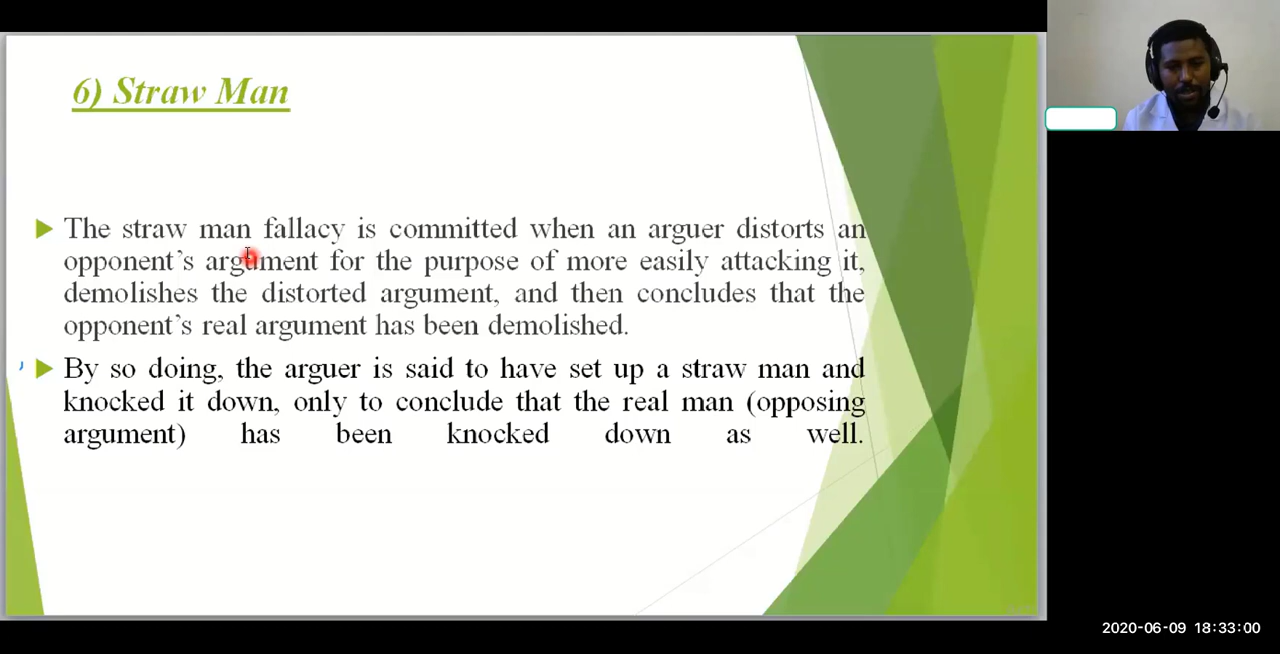 6) Straw Man
The straw man fallacy is committed when an arguer distorts an
opponent’s argument for the purpose of more easily attacking it,
demolishes the distorted argument, and then concludes that the
opponent’s real argument has been demolished.
By so doing, the arguer is said to have set up a straw man and
knocked it down, only to conclude that the real man (opposing
argument) has been knocked down as well.
2020-06-09 18:33:00